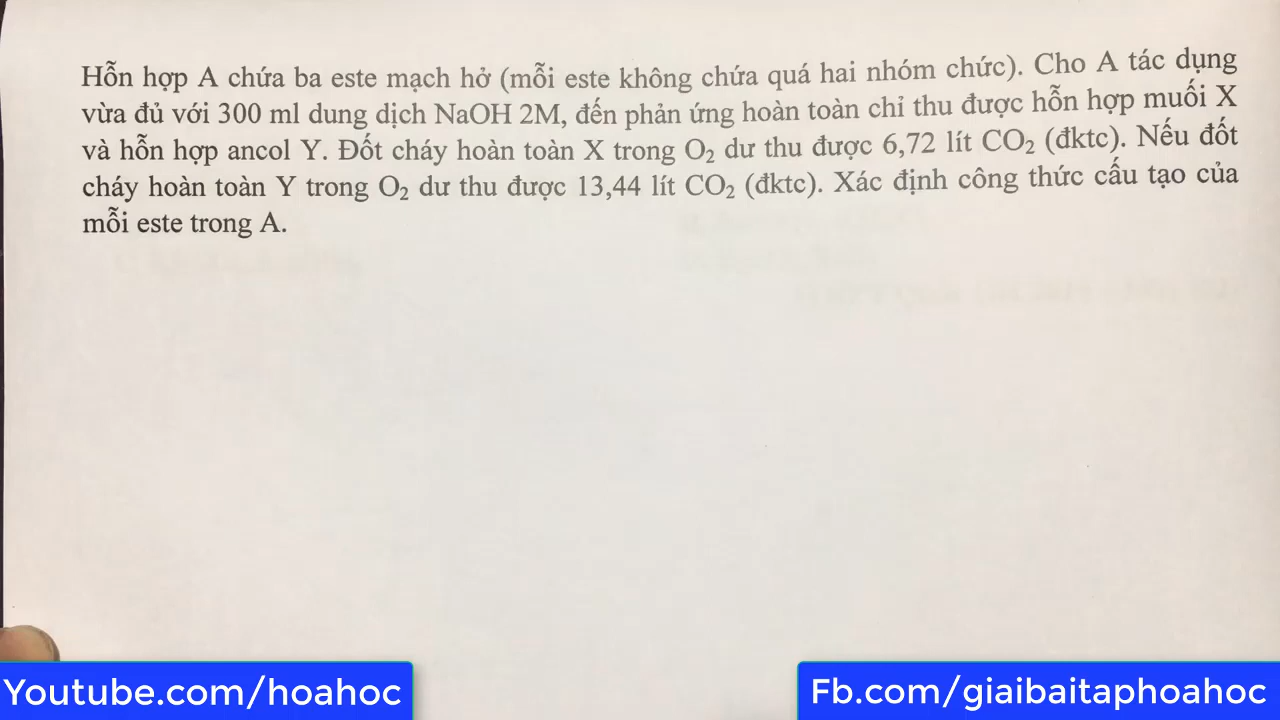 Hỗn hợp A chứa ba este mạch hở (mỗi este không chứa quá hai nhóm chức). Cho A tác dụng
vừa đủ với 300 ml dung dịch NaOH 2M, đến phản ứng hoàn toàn chỉ thu được hỗn hợp muối X
và hỗn hợp ancol Y. Đốt cháy hoàn toàn X trong O₂ dư thu được 6,72 lít CO₂ (đktc). Nếu đốt
cháy hoàn toàn Y trong O₂ dư thu được 13,44 lít CO₂ (đktc). Xác định công thức cấu tạo của
mỗi este trong A.
Youtube.com/hoahoc
Fb.com/giaibaitaphoahoc